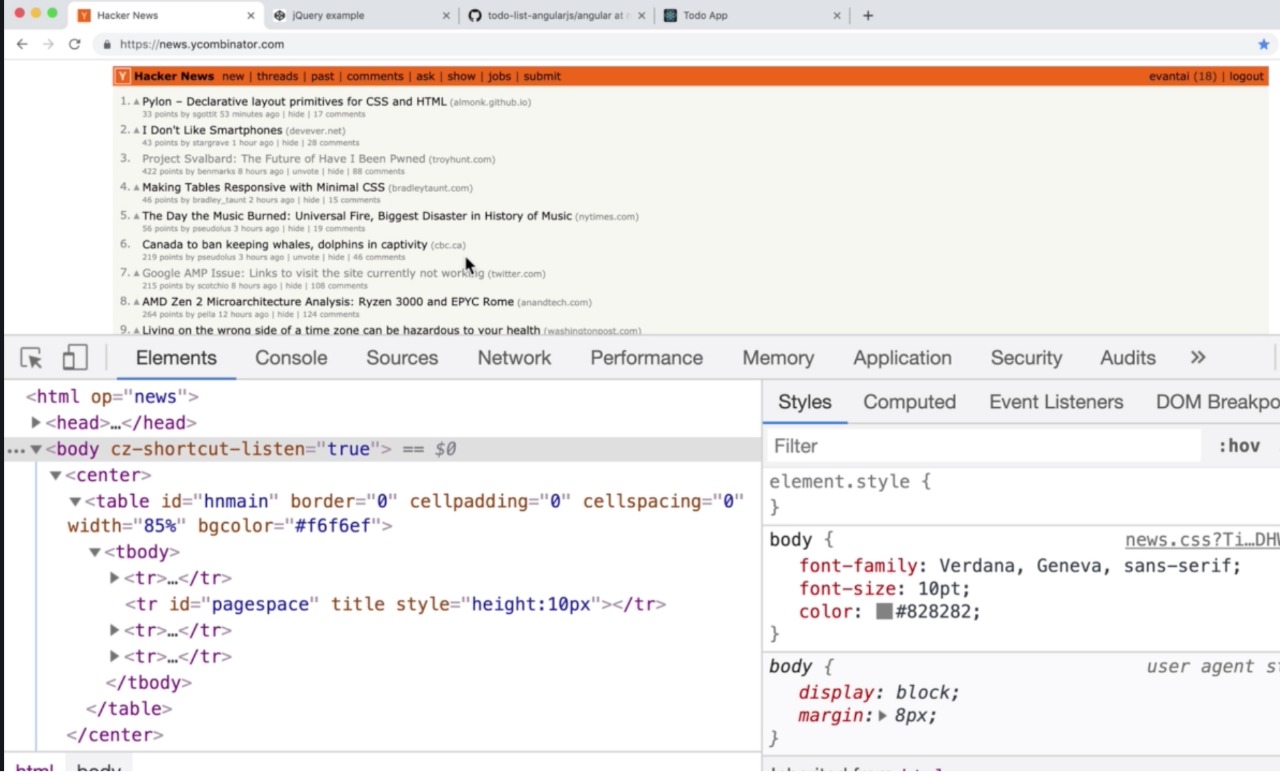 Hacker News
jQuery example
todo-list-angularjs/angular at
Todo App
https://news.ycombinator.com
Y Hacker News new | threads | past | comments | ask | show | jobs | submit
evantai (18) | logout
1. Pylon – Declarative layout primitives for CSS and HTML (almonk.github.io)
33 points by sgottit 53 minutes ago | hide | 17 comments
2. I Don't Like Smartphones (devever.net)
43 points by stargrave 1 hour ago | hide | 28 comments
3. Project Svalbard: The Future of Have I Been Pwned (troyhunt.com)
422 points by benmarks 8 hours ago | unvote | hide | 88 comments
4. Making Tables Responsive with Minimal CSS (bradleytaunt.com)
46 points by bradley_taunt 2 hours ago | hide | 15 comments
5. The Day the Music Burned: Universal Fire, Biggest Disaster in History of Music (nytimes.com)
56 points by pseudolus 3 hours ago | hide | 19 comments
6. Canada to ban keeping whales, dolphins in captivity (cbc.ca)
219 points by pseudolus 3 hours ago | unvote | hide | 46 comments
7. Google AMP Issue: Links to visit the site currently not working (twitter.com)
215 points by scotchio 8 hours ago | hide | 108 comments
8. AMD Zen 2 Microarchitecture Analysis: Ryzen 3000 and EPYC Rome (anandtech.com)
264 points by pella 12 hours ago | hide | 124 comments
9. Living on the wrong side of a time zone can be hazardous to your health (washingtonpost.com)
Elements Console Sources Network Performance Memory Application Security Audits »
<html op="news">
<head>…</head>
<body cz-shortcut-listen="true"> == $0
<center>
<table id="hnmain" border="0" cellpadding="0" cellspacing="0"
width="85%" bgcolor="#f6f6ef">
<tbody>
<tr>…</tr>
<tr id="pagespace" title style="height:10px"></tr>
<tr>…</tr>
<tr>…</tr>
</tbody>
</table>
</center>
html body
Styles Computed Event Listeners DOM Breakpo
Filter :hov
element.style {
}
body { news.css?Ti…DHW
font-family: Verdana, Geneva, sans-serif;
font-size: 10pt;
color: #828282;
}
body { user agent st
display: block;
margin: 8px;
}
Inherited from html